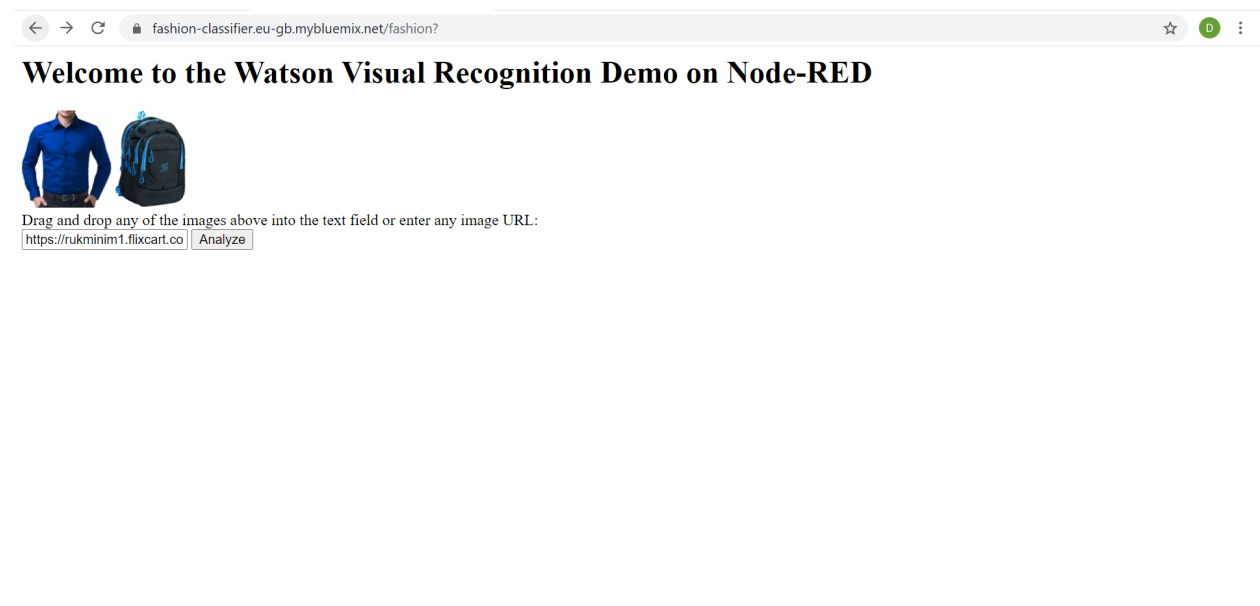 fashion-classifier.eu-gb.mybluemix.net/fashion?
D
Welcome to the Watson Visual Recognition Demo on Node-RED
S
Drag and drop any of the images above into the text field or enter any image URL:
https://rukminim1.flixcart.co Analyze